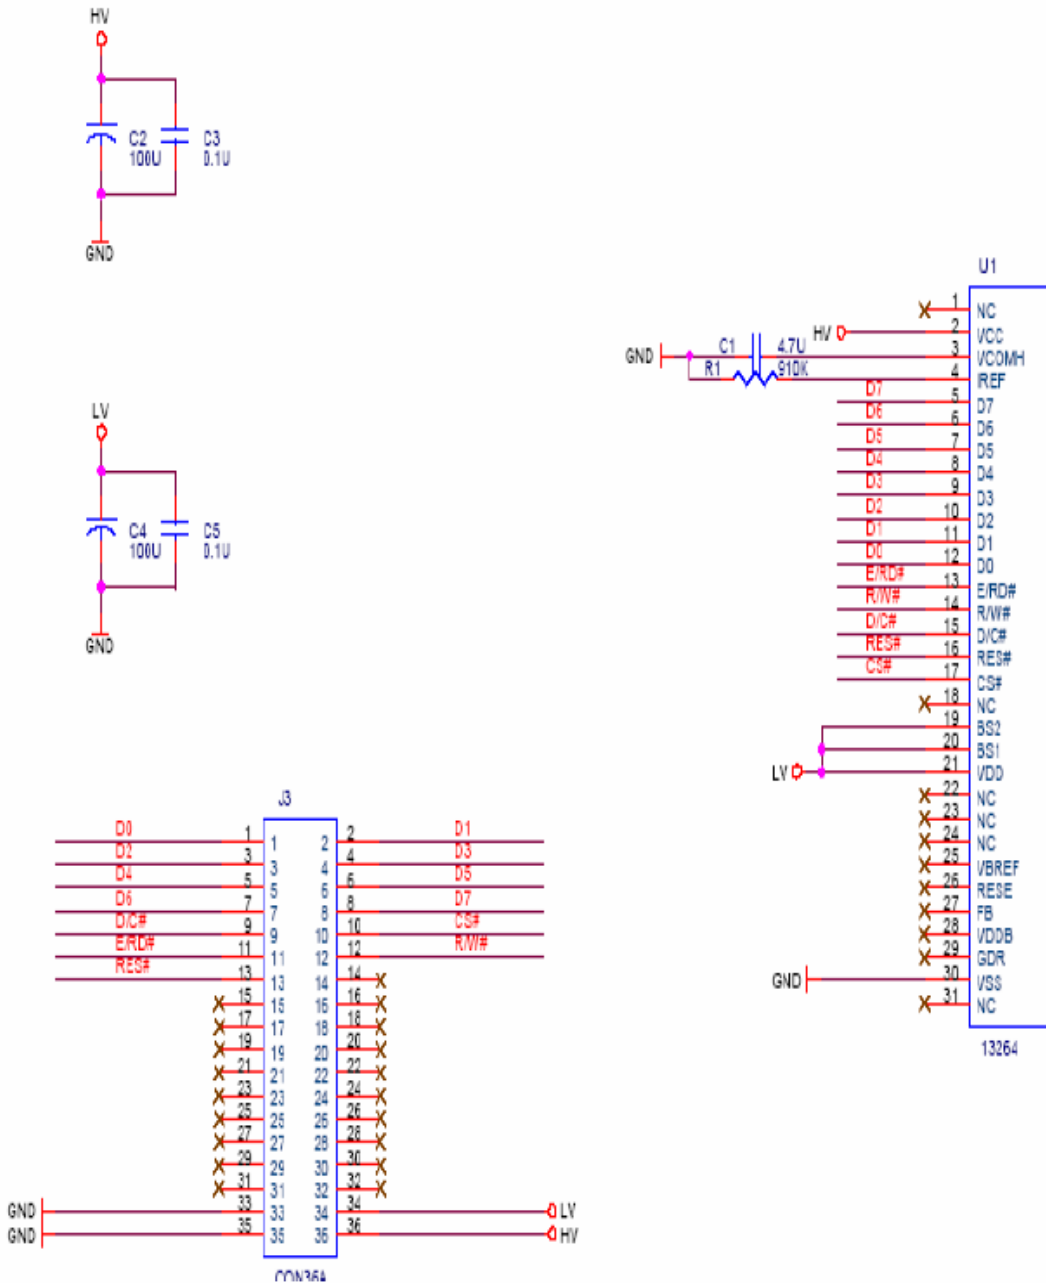 HV
C2
100U
C3
0.1U
GND
LV
C4
100U
C5
0.1U
GND
U1
1 NC
HV 2 VCC
GND C1 4.7U 3 VCOMH
R1 910K 4 IREF
D7 5 D7
D6 6 D6
D5 7 D5
D4 8 D4
D3 9 D3
D2 10 D2
D1 11 D1
D0 12 D0
E/RD# 13 E/RD#
R/W# 14 R/W#
D/C# 15 D/C#
RES# 16 RES#
CS# 17 CS#
18 NC
19 BS2
20 BS1
LV 21 VDD
22 NC
23 NC
24 NC
25 VBREF
26 RESE
27 FB
28 VDDB
29 GDR
GND 30 VSS
31 NC
13264
J3
D0 1 1 2 2 D1
D2 3 3 4 4 D3
D4 5 5 6 6 D5
D6 7 7 8 8 D7
D/C# 9 9 10 10 CS#
E/RD# 11 11 12 12 R/W#
RES# 13 13 14 14
15 15 16 16
17 17 18 18
19 19 20 20
21 21 22 22
23 23 24 24
25 25 26 26
27 27 28 28
29 29 30 30
31 31 32 32
GND 33 33 34 34 LV
GND 35 35 36 36 HV
CON36A